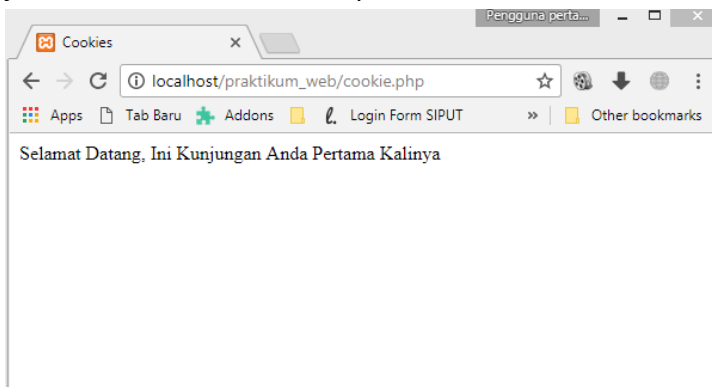 Pengguna perta...
Cookies
localhost/praktikum_web/cookie.php
Apps Tab Baru Addons Login Form SIPUT » Other bookmarks
Selamat Datang, Ini Kunjungan Anda Pertama Kalinya